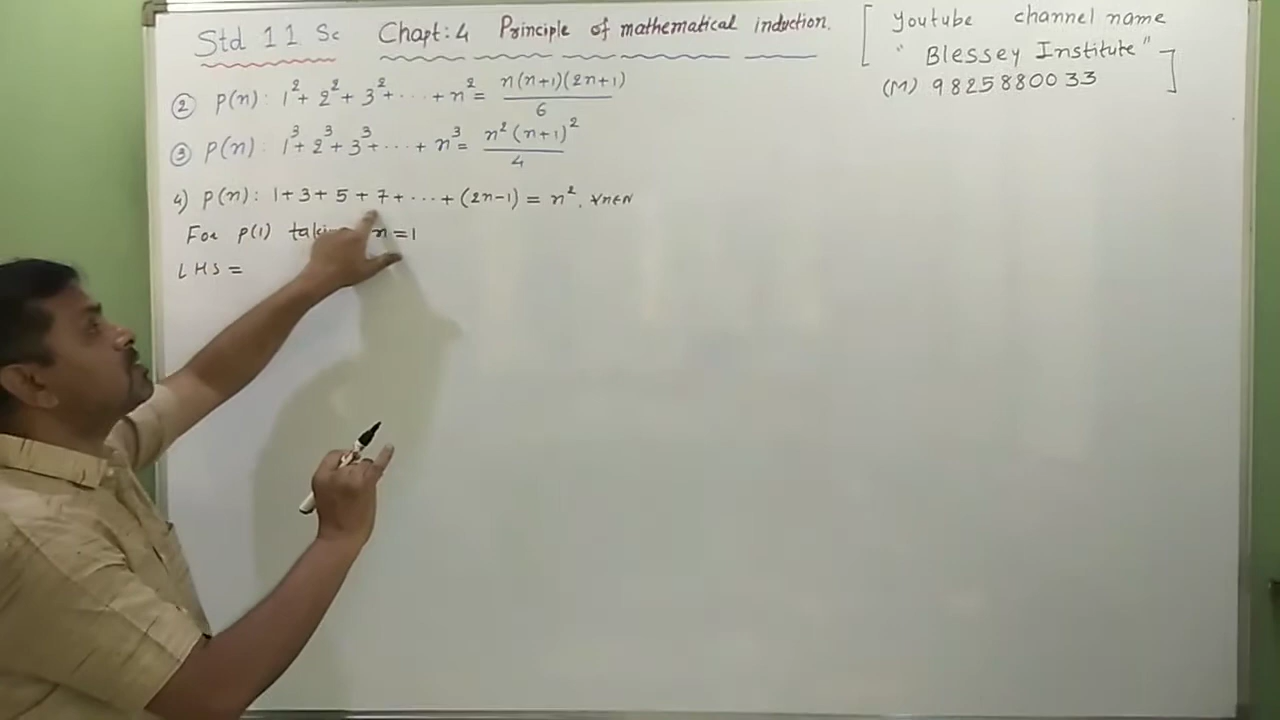 Std 11 Sc Chapt: 4 Principle of mathematical induction.
[ Youtube channel name
" Blessey Institute" ]
(M) 9825880033
② P(n) : 1² + 2² + 3² + ... + n² = n(n+1)(2n+1) / 6
③ P(n) : 1³ + 2³ + 3³ + ... + n³ = n²(n+1)² / 4
4) P(n) : 1 + 3 + 5 + 7 + ... + (2n-1) = n², ∀n∈N
For P(1) n = 1
LHS =